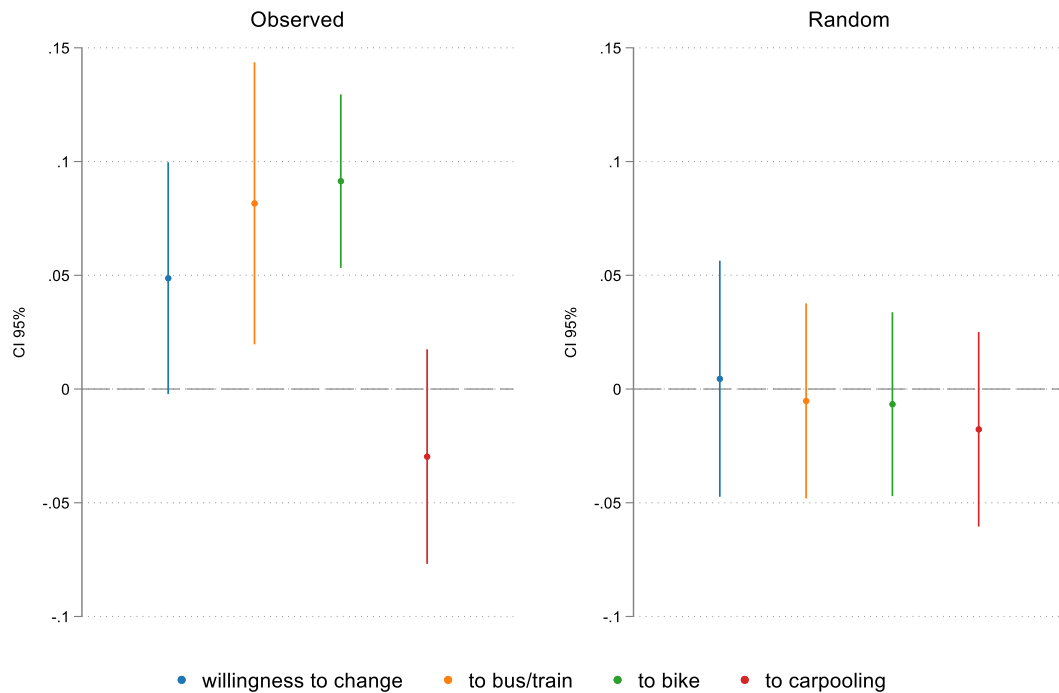 Observed
.15
.1
.05
0
-.05
-.1
CI 95%
Random
.15
.1
.05
0
-.05
-.1
CI 95%
willingness to change
to bus/train
to bike
to carpooling